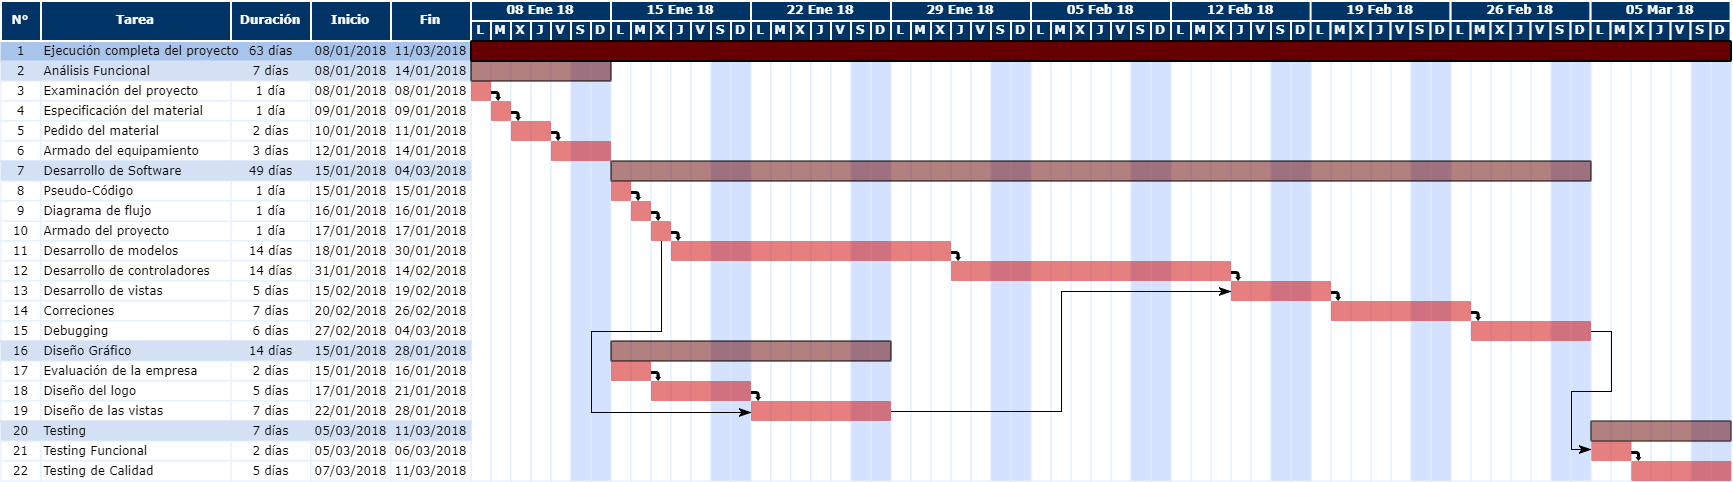 Nº Tarea Duración Inicio Fin 08 Ene 18 15 Ene 18 22 Ene 18 29 Ene 18 05 Feb 18 12 Feb 18 19 Feb 18 26 Feb 18 05 Mar 18
L M X J V S D L M X J V S D L M X J V S D L M X J V S D L M X J V S D L M X J V S D L M X J V S D L M X J V S D L M X J V S D
1 Ejecución completa del proyecto 63 días 08/01/2018 11/03/2018
2 Análisis Funcional 7 días 08/01/2018 14/01/2018
3 Examinación del proyecto 1 día 08/01/2018 08/01/2018
4 Especificación del material 1 día 09/01/2018 09/01/2018
5 Pedido del material 2 días 10/01/2018 11/01/2018
6 Armado del equipamiento 3 días 12/01/2018 14/01/2018
7 Desarrollo de Software 49 días 15/01/2018 04/03/2018
8 Pseudo-Código 1 día 15/01/2018 15/01/2018
9 Diagrama de flujo 1 día 16/01/2018 16/01/2018
10 Armado del proyecto 1 día 17/01/2018 17/01/2018
11 Desarrollo de modelos 14 días 18/01/2018 30/01/2018
12 Desarrollo de controladores 14 días 31/01/2018 14/02/2018
13 Desarrollo de vistas 5 días 15/02/2018 19/02/2018
14 Correciones 7 días 20/02/2018 26/02/2018
15 Debugging 6 días 27/02/2018 04/03/2018
16 Diseño Gráfico 14 días 15/01/2018 28/01/2018
17 Evaluación de la empresa 2 días 15/01/2018 16/01/2018
18 Diseño del logo 5 días 17/01/2018 21/01/2018
19 Diseño de las vistas 7 días 22/01/2018 28/01/2018
20 Testing 7 días 05/03/2018 11/03/2018
21 Testing Funcional 2 días 05/03/2018 06/03/2018
22 Testing de Calidad 5 días 07/03/2018 11/03/2018